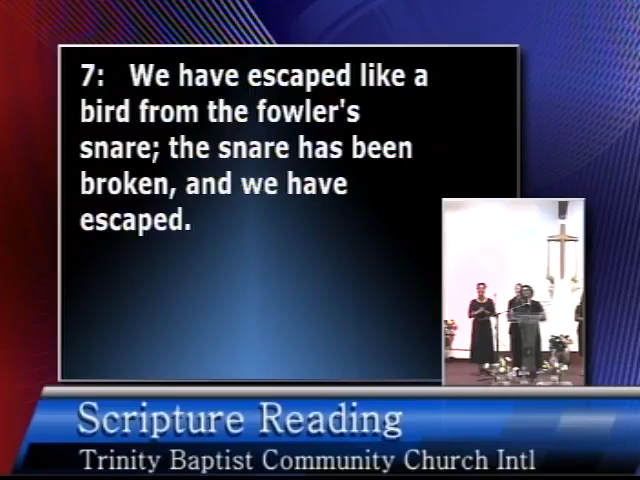 7: We have escaped like a
bird from the fowler's
snare; the snare has been
broken, and we have
escaped.
Scripture Reading
Trinity Baptist Community Church Intl